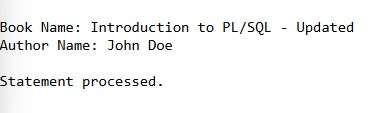 Book Name: Introduction to PL/SQL - Updated
Author Name: John Doe
Statement processed.